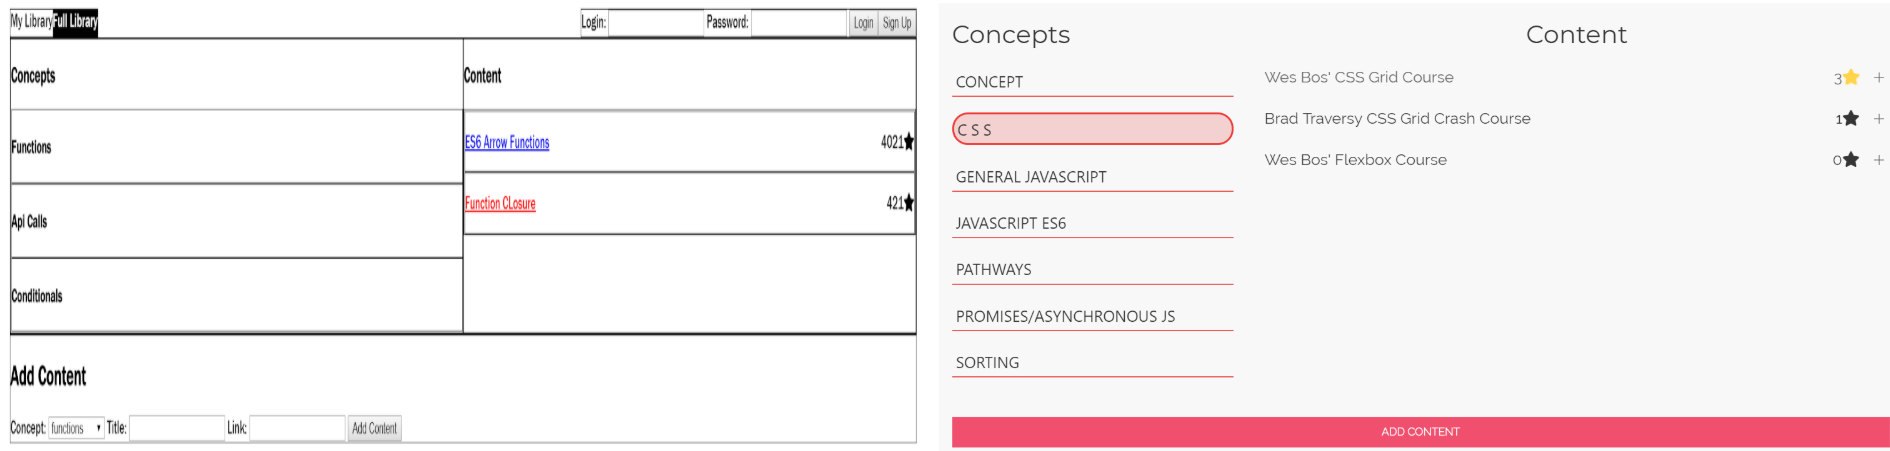 My Library Full Library Login: Password: Login Sign Up
Concepts Content
Functions ES6 Arrow Functions 4021★
Function CLosure 421★
Api Calls
Conditionals
Add Content
Concept: functions Title: Link: Add Content
Concepts Content
CONCEPT
CSS
GENERAL JAVASCRIPT
JAVASCRIPT ES6
PATHWAYS
PROMISES/ASYNCHRONOUS JS
SORTING
Wes Bos' CSS Grid Course 3★ +
Brad Traversy CSS Grid Crash Course 1★ +
Wes Bos' Flexbox Course 0★ +
ADD CONTENT